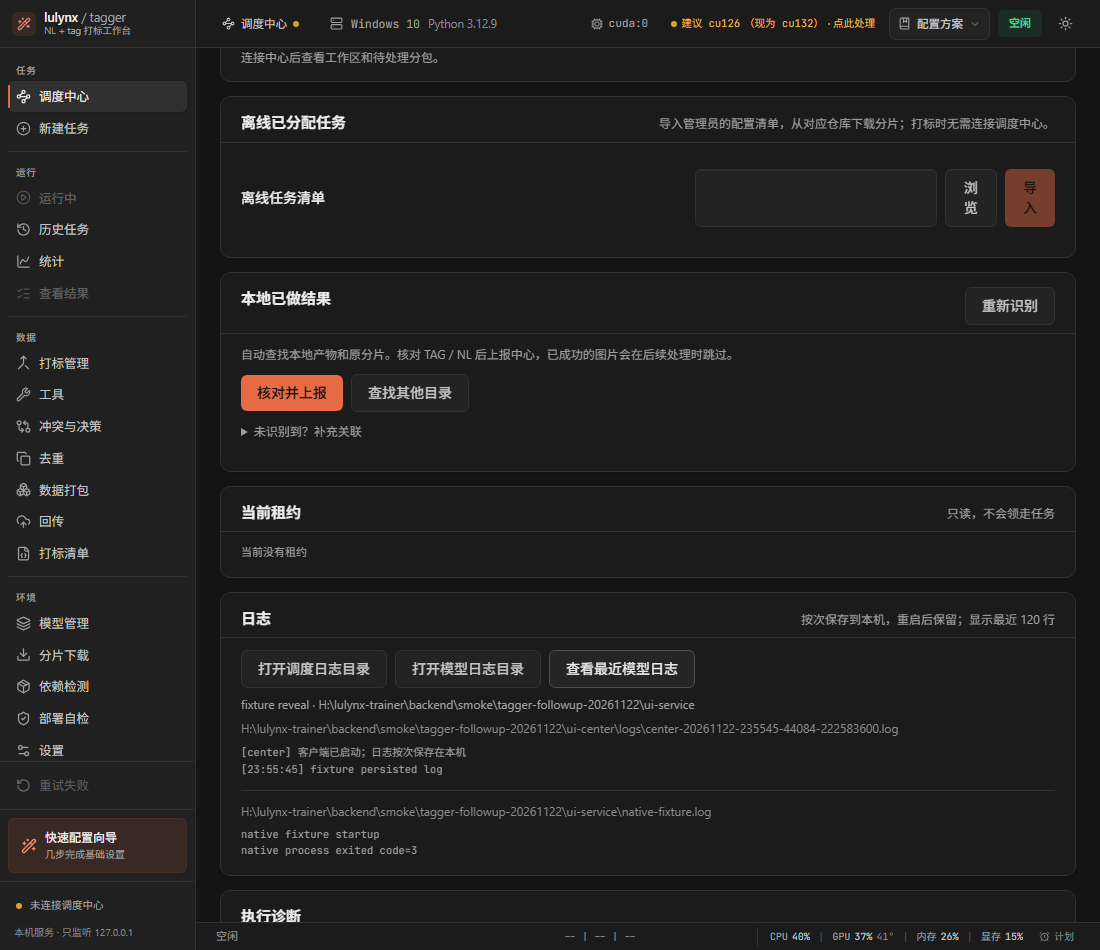 lulynx / tagger
NL + tag 打标工作台
调度中心
Windows 10 Python 3.12.9
cuda:0
建议 cu126 （现为 cu132） · 点此处理
配置方案
空闲
任务
调度中心
新建任务
运行
运行中
历史任务
统计
查看结果
数据
打标管理
工具
冲突与决策
去重
数据打包
回传
打标清单
环境
模型管理
分片下载
依赖检测
部署自检
设置
重试失败
快速配置向导
几步完成基础设置
未连接调度中心
本机服务 · 只监听 127.0.0.1
连接中心后查看工作区和待处理分包。
离线已分配任务
导入管理员的配置清单，从对应仓库下载分片；打标时无需连接调度中心。
离线任务清单
浏
览
导
入
本地已做结果
重新识别
自动查找本地产物和原分片。核对 TAG / NL 后上报中心，已成功的图片会在后续处理时跳过。
核对并上报
查找其他目录
未识别到？补充关联
当前租约
只读，不会领走任务
当前没有租约
日志
按次保存到本机，重启后保留；显示最近 120 行
打开调度日志目录
打开模型日志目录
查看最近模型日志
fixture reveal · H:\lulynx-trainer\backend\smoke\tagger-followup-20261122\ui-service
H:\lulynx-trainer\backend\smoke\tagger-followup-20261122\ui-center\logs\center-20261122-235545-44084-222583600.log
[center] 客户端已启动；日志按次保存在本机
[23:55:45] fixture persisted log
H:\lulynx-trainer\backend\smoke\tagger-followup-20261122\ui-service\native-fixture.log
native fixture startup
native process exited code=3
执行诊断
空闲
-- | -- | --
CPU 40% | GPU 37% 41° | 内存 26% | 显存 15%
计划